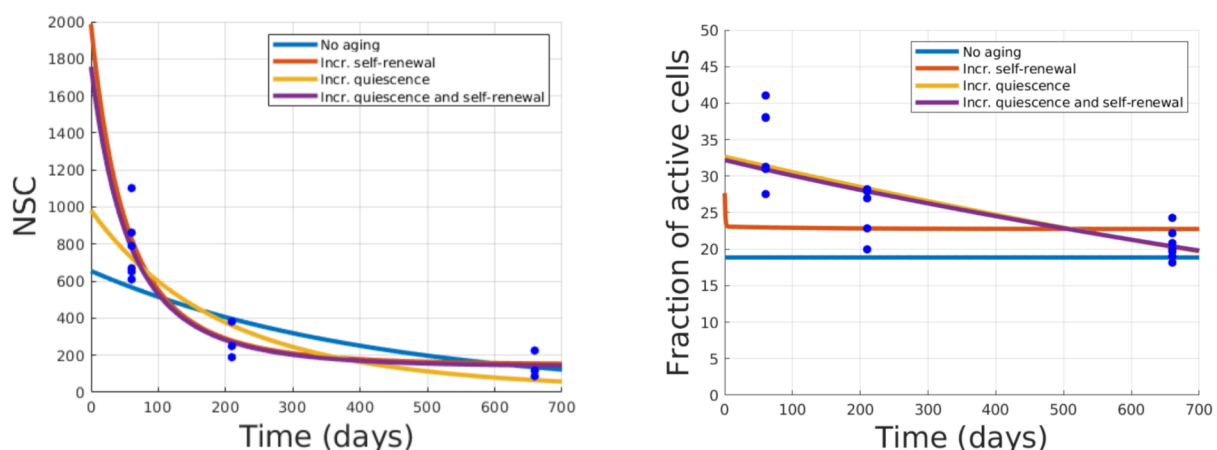 2000
1800
1600
1400
1200
1000
800
600
400
200
0
NSC
No aging
Incr. self-renewal
Incr. quiescence
Incr. quiescence and self-renewal
0 100 200 300 400 500 600 700
Time (days)
50
45
40
35
30
25
20
15
10
5
0
Fraction of active cells
No aging
Incr. self-renewal
Incr. quiescence
Incr. quiescence and self-renewal
0 100 200 300 400 500 600 700
Time (days)